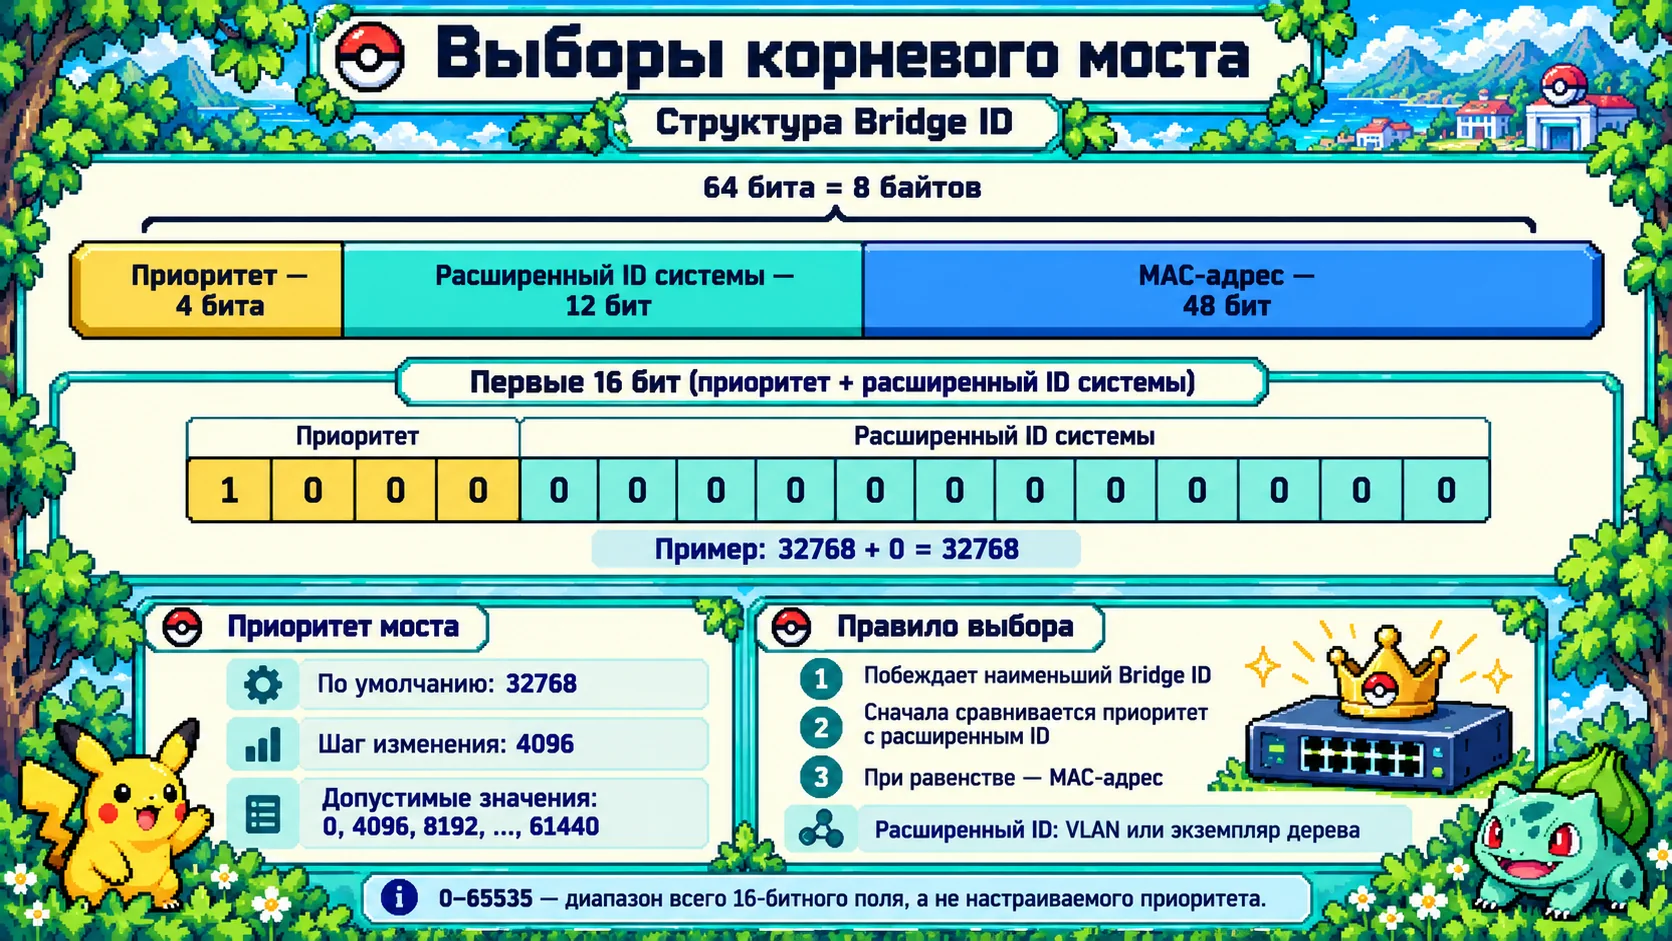 Выборы корневого моста
Структура Bridge ID
64 бита = 8 байтов
Приоритет —
4 бита
Расширенный ID системы —
12 бит
MAC-адрес —
48 бит
Первые 16 бит (приоритет + расширенный ID системы)
Приоритет
Расширенный ID системы
1 0 0 0 0 0 0 0 0 0 0 0 0 0 0 0
Пример: 32768 + 0 = 32768
Приоритет моста
По умолчанию: 32768
Шаг изменения: 4096
Допустимые значения:
0, 4096, 8192, ..., 61440
Правило выбора
1 Побеждает наименьший Bridge ID
2 Сначала сравнивается приоритет
с расширенным ID
3 При равенстве — MAC-адрес
Расширенный ID: VLAN или экземпляр дерева
i 0–65535 — диапазон всего 16-битного поля, а не настраиваемого приоритета.